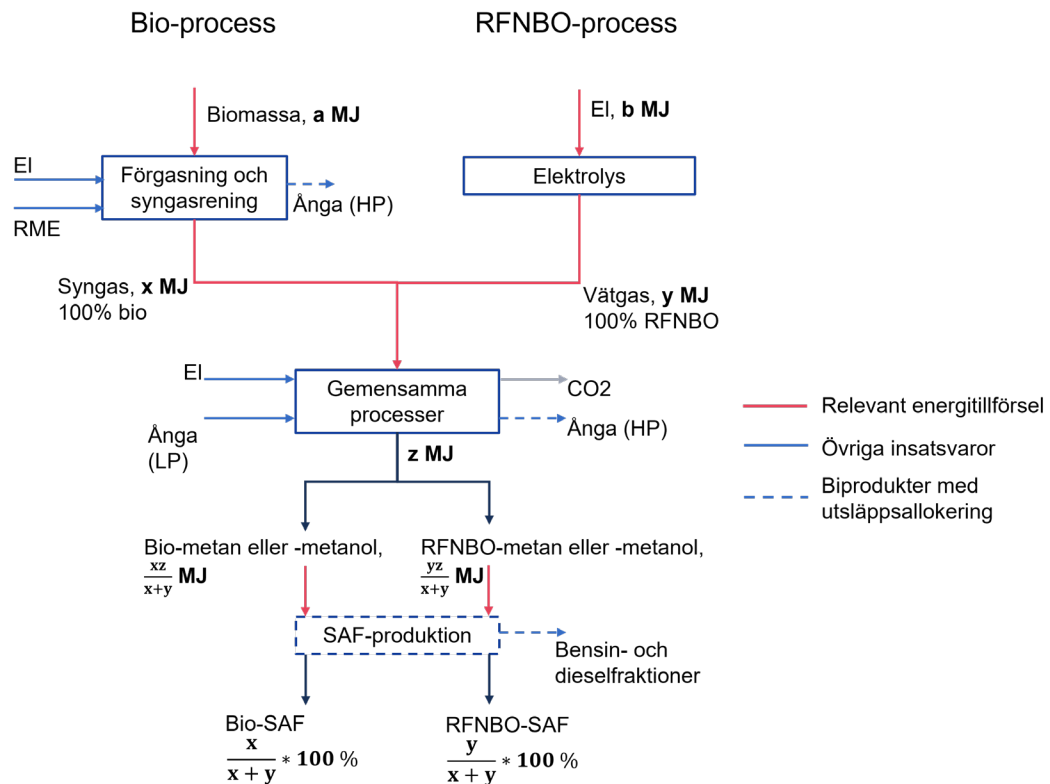 Bio-process
RFNBO-process
Biomassa, a MJ
El, b MJ
El
RME
Förgasning och
syngasrening
Ånga (HP)
Elektrolys
Syngas, x MJ
100% bio
Vätgas, y MJ
100% RFNBO
El
Ånga
(LP)
Gemensamma
processer
CO2
Ånga (HP)
z MJ
Relevant energitillförsel
Övriga insatsvaror
Biprodukter med
utsläppsallokering
Bio-metan eller -metanol,
xz/x+y MJ
RFNBO-metan eller -metanol,
yz/x+y MJ
SAF-produktion
Bensin- och
dieselfraktioner
Bio-SAF
x/x + y * 100 %
RFNBO-SAF
y/x + y * 100 %